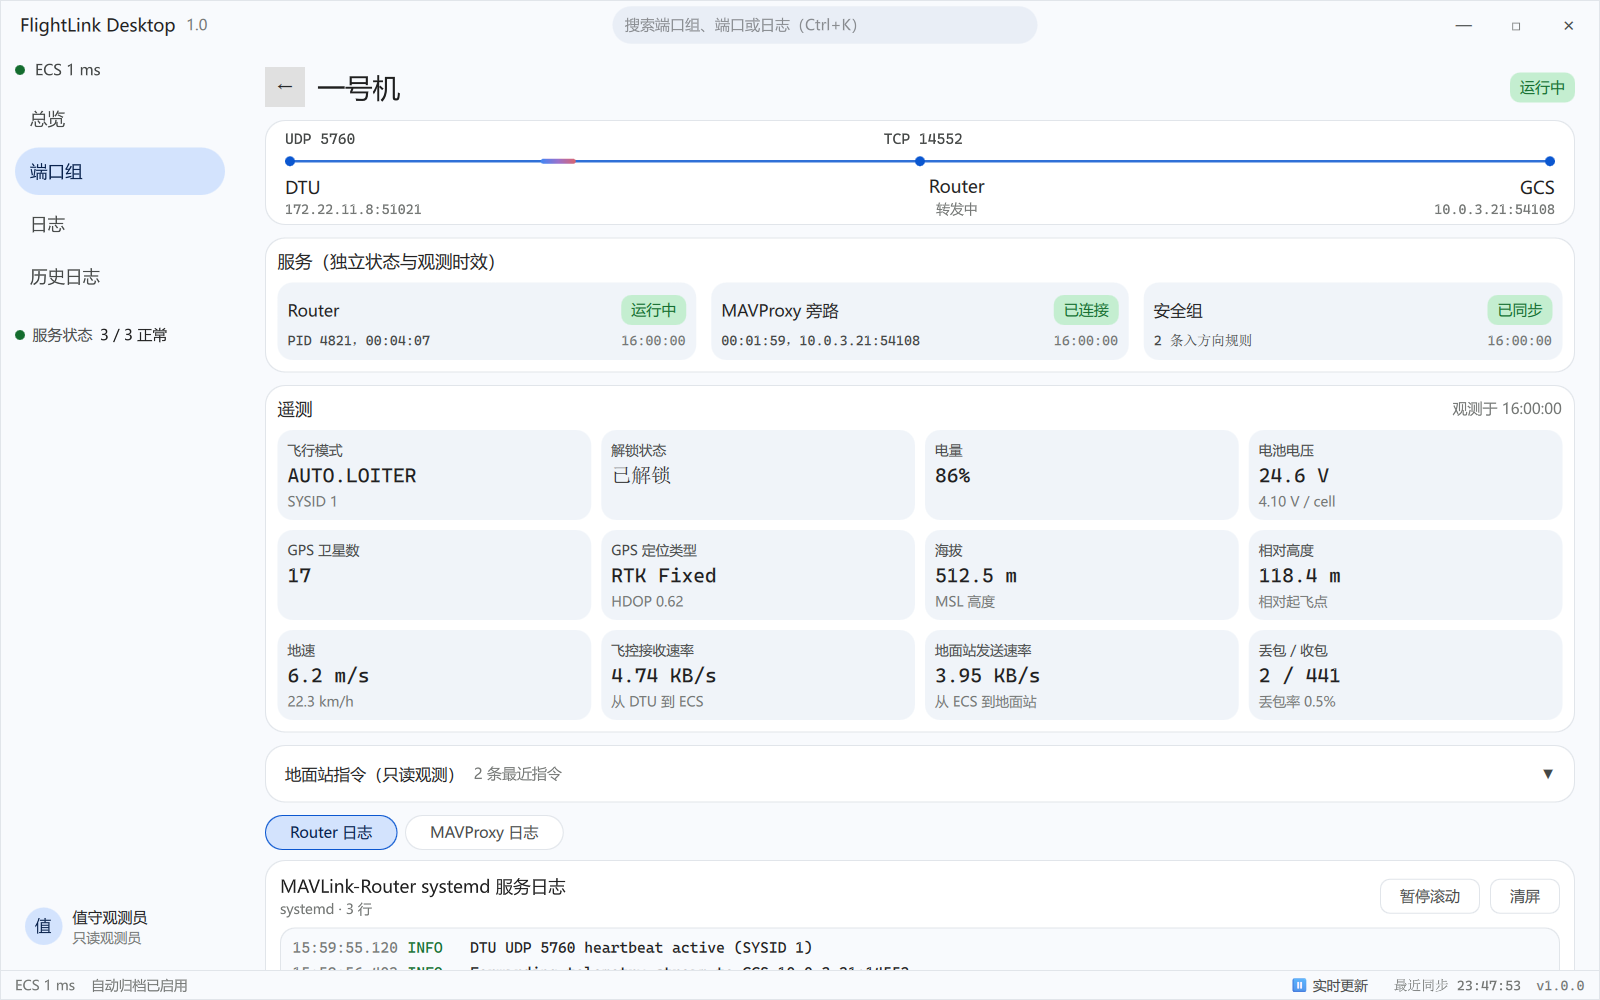 FlightLink Desktop 1.0
搜索端口组、端口或日志（Ctrl+K）
ECS 1 ms
总览
端口组
日志
历史日志
服务状态 3 / 3 正常
值
值守观测员
只读观测员
← 一号机
运行中
UDP 5760
TCP 14552
DTU
172.22.11.8:51021
Router
转发中
GCS
10.0.3.21:54108
服务（独立状态与观测时效）
Router
运行中
PID 4821, 00:04:07
16:00:00
MAVProxy 旁路
已连接
00:01:59, 10.0.3.21:54108
16:00:00
安全组
已同步
2 条入方向规则
16:00:00
遥测
观测于 16:00:00
飞行模式
AUTO.LOITER
SYSID 1
解锁状态
已解锁
电量
86%
电池电压
24.6 V
4.10 V / cell
GPS 卫星数
17
GPS 定位类型
RTK Fixed
HDOP 0.62
海拔
512.5 m
MSL 高度
相对高度
118.4 m
相对起飞点
地速
6.2 m/s
22.3 km/h
飞控接收速率
4.74 KB/s
从 DTU 到 ECS
地面站发送速率
3.95 KB/s
从 ECS 到地面站
丢包 / 收包
2 / 441
丢包率 0.5%
地面站指令（只读观测） 2 条最近指令
▼
Router 日志
MAVProxy 日志
MAVLink-Router systemd 服务日志
systemd · 3 行
暂停滚动
清屏
15:59:55.120 INFO DTU UDP 5760 heartbeat active (SYSID 1)
ECS 1 ms 自动归档已启用
实时更新
最近同步 23:47:53
v1.0.0